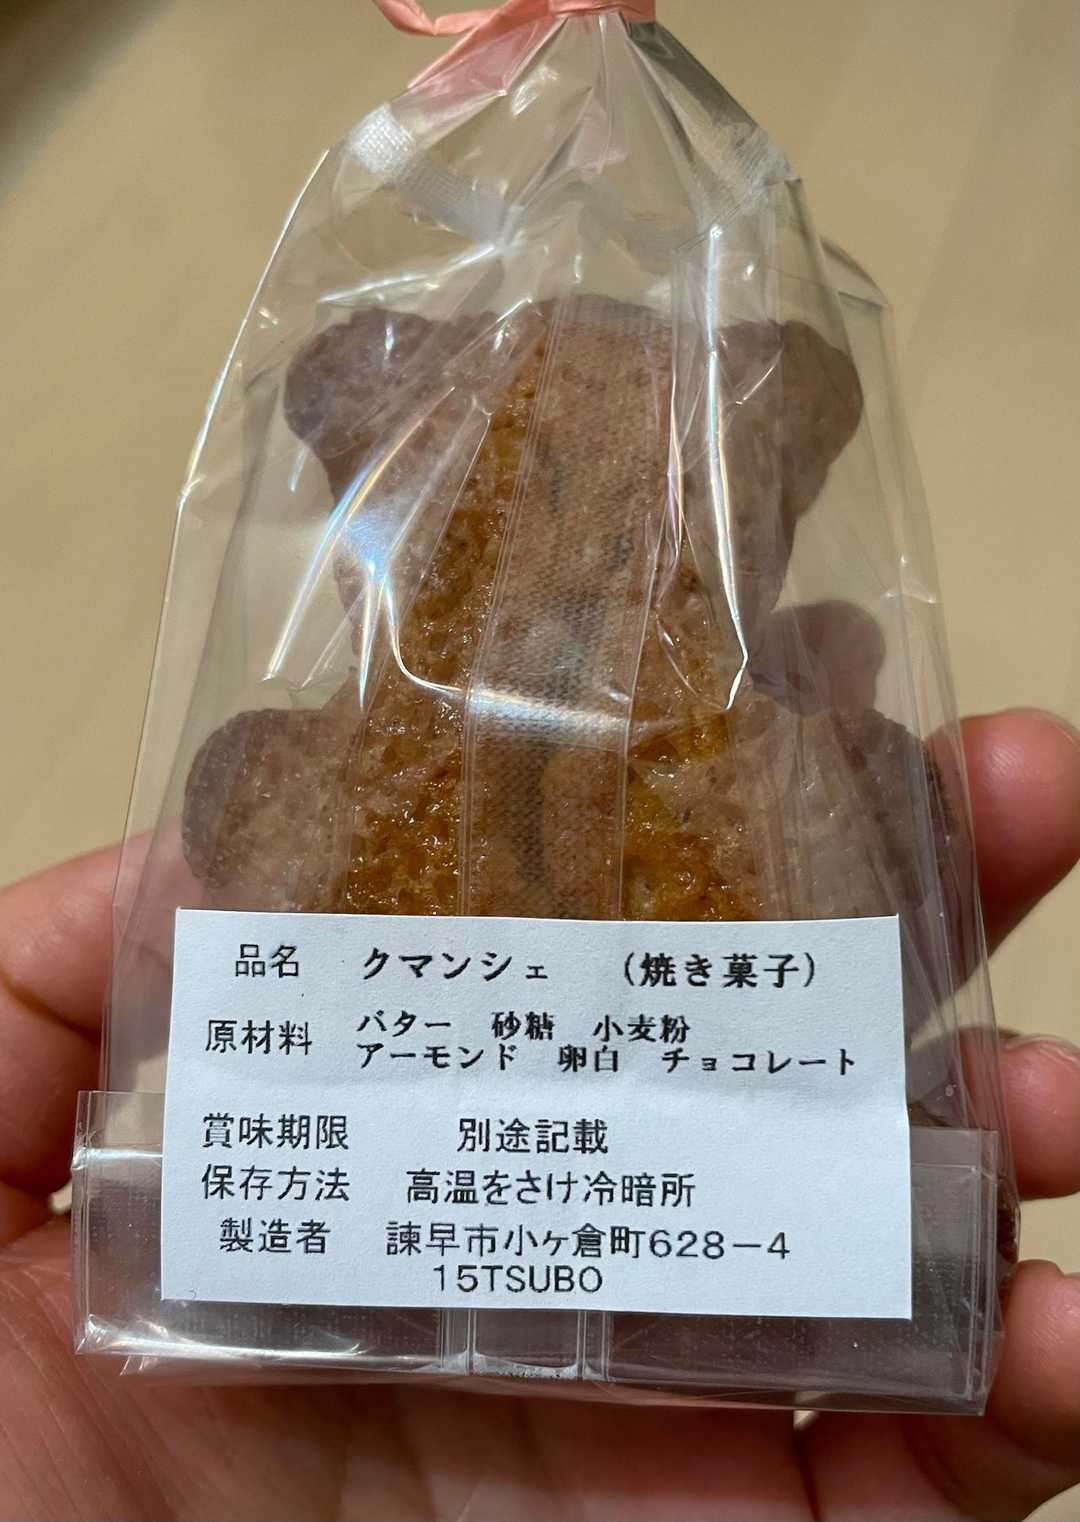 品名 クマンシェ （焼き菓子）
原材料 バター 砂糖 小麦粉
アーモンド 卵白 チョコレート
賞味期限 別途記載
保存方法 高温をさけ冷暗所
製造者 諫早市小ヶ倉町628－4
15TSUBO